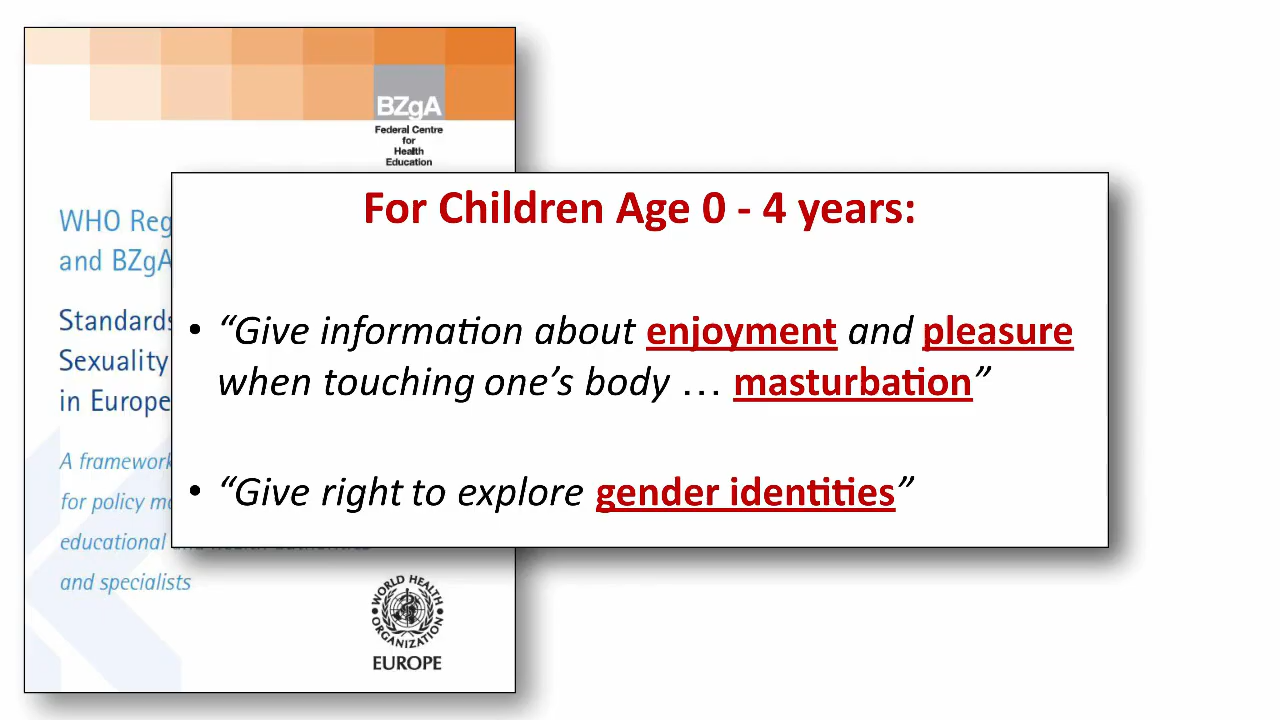 BZgA
Federal Centre
for
Health
Education
WHO Reg
and BZgA
Standards
Sexuality
in Europe
A framework
for policy
educational
and specialists
For Children Age 0 - 4 years:
• “Give information about enjoyment and pleasure
when touching one’s body … masturbation”
• “Give right to explore gender identities”
WORLD HEALTH
ORGANIZATION
EUROPE